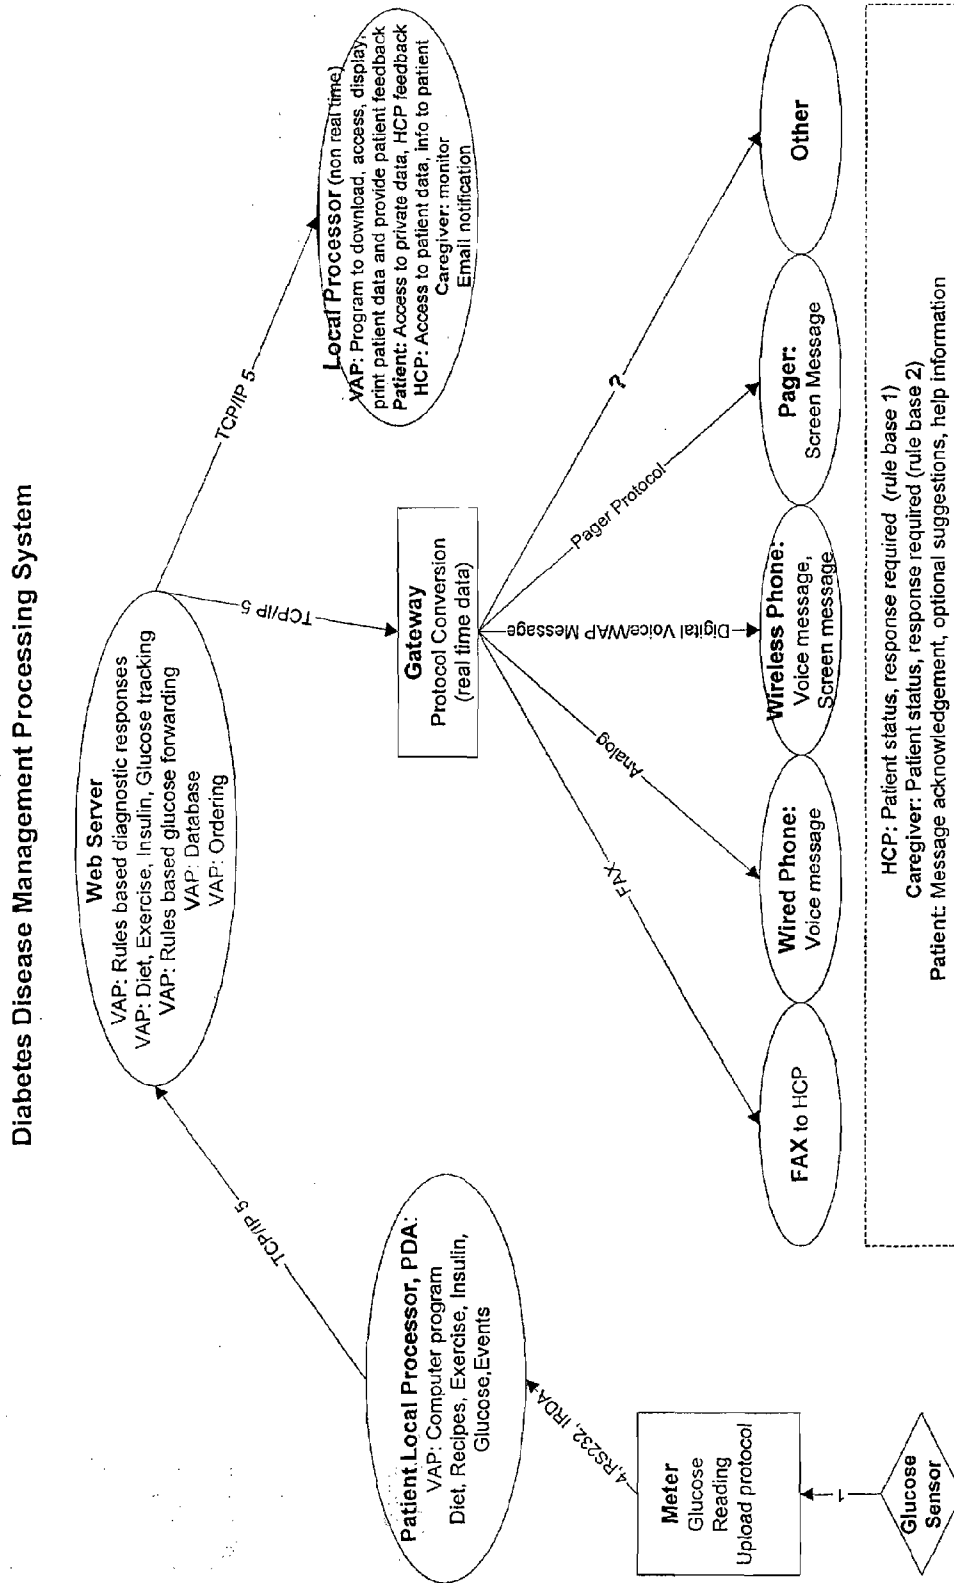 Diabetes Disease Management Processing System
Web Server
VAP: Rules based diagnostic responses
VAP: Diet, Exercise, Insulin, Glucose tracking
VAP: Rules based glucose forwarding
VAP: Database
VAP: Ordering
TCP/IP 5
TCP/IP 5
TCP/IP 5
Local Processor (non real time)
VAP: Program to download, access, display,
print patient data and provide patient feedback
Patient: Access to private data, HCP feedback
HCP: Access to patient data, info to patient
Caregiver: monitor
Email notification
Patient Local Processor, PDA:
VAP: Computer program
Diet, Recipes, Exercise, Insulin,
Glucose,Events
Gateway
Protocol Conversion
(real time data)
4,RS232, IRDA
FAX
Analog
Digital Voice/WAP Message
Pager Protocol
?
Meter
Glucose
Reading
Upload protocol
1
Glucose
Sensor
FAX to HCP
Wired Phone:
Voice message
Wireless Phone:
Voice message,
Screen message
Pager:
Screen Message
Other
HCP: Patient status, response required (rule base 1)
Caregiver: Patient status, response required (rule base 2)
Patient: Message acknowledgement, optional suggestions, help information